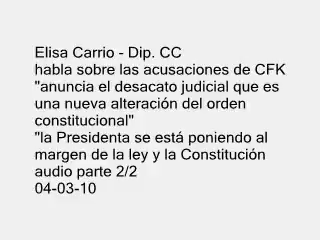 Elisa Carrio - Dip. CC
habla sobre las acusaciones de CFK
"anuncia el desacato judicial que es
una nueva alteración del orden
constitucional"
"la Presidenta se está poniendo al
margen de la ley y la Constitución
audio parte 2/2
04-03-10